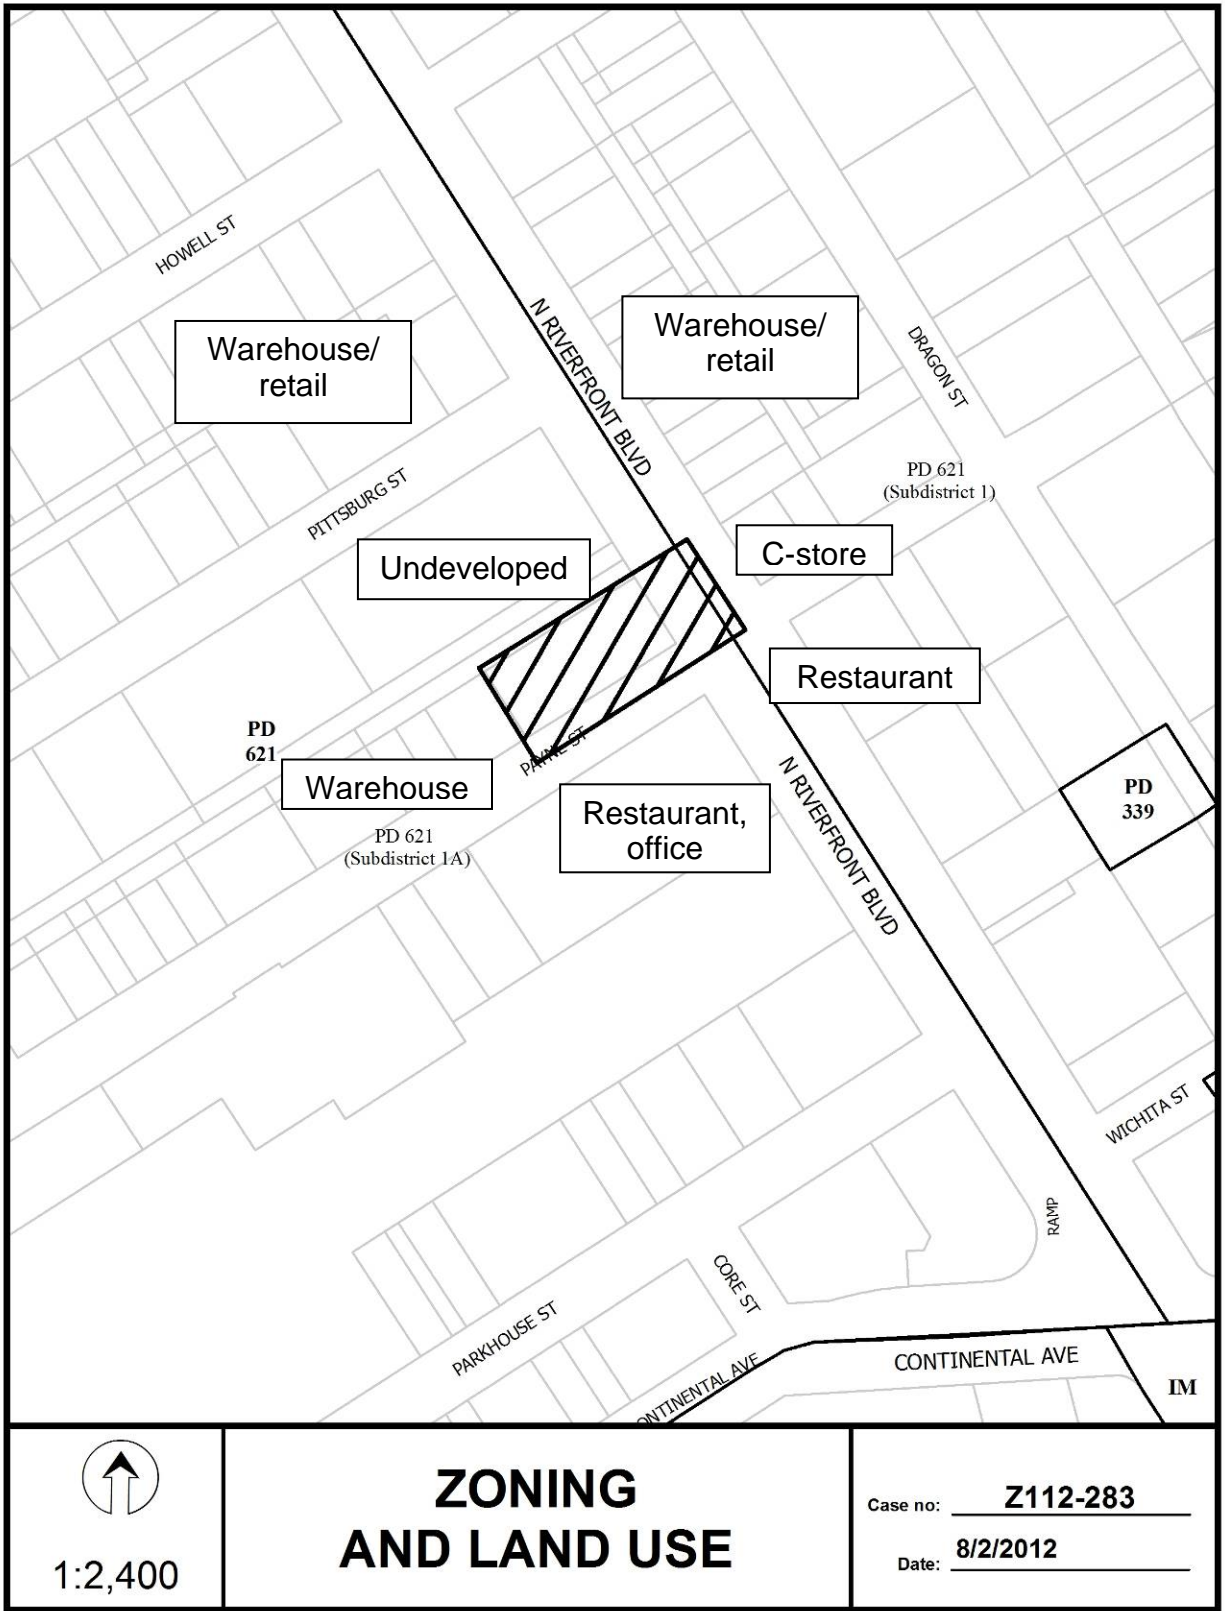 HOWELL ST
N RIVERFRONT BLVD
Warehouse/
retail
Warehouse/
retail
DRAGON ST
PD 621
(Subdistrict 1)
PITTSBURG ST
C-store
Undeveloped
Restaurant
PD
621
PAYNE ST
Warehouse
Restaurant,
office
N RIVERFRONT BLVD
PD
339
PD 621
(Subdistrict 1A)
WICHITA ST
RAMP
CORE ST
PARKHOUSE ST
CONTINENTAL AVE
ONTINENTAL AVE
IM
1:2,400
ZONING
AND LAND USE
Case no: Z112-283
Date: 8/2/2012